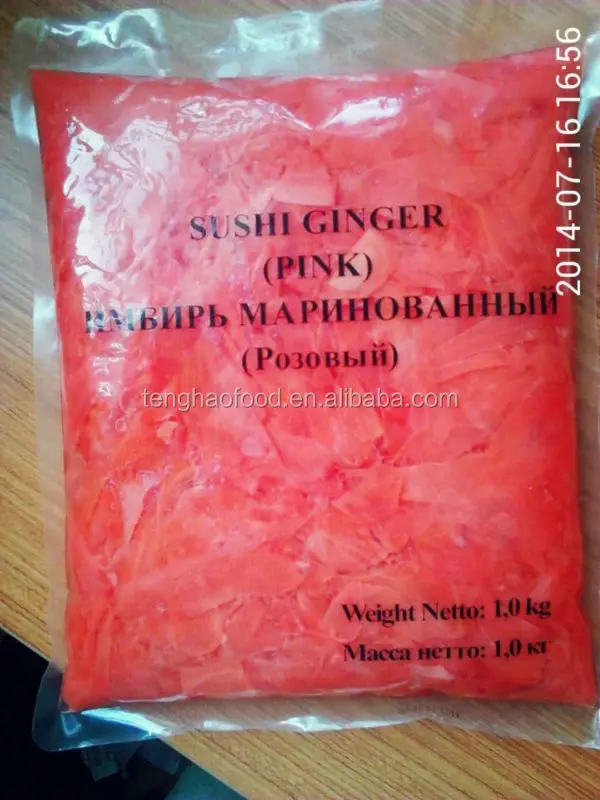 SUSHI GINGER
(PINK)
ИМВИРЬ МАРИНОВАННЫЙ
(Розовый)
tenghaofood.en.alibaba.com
Weight Netto: 1,0 kg
Масса нетто: 1,0 кг
2014-07-16 16:56